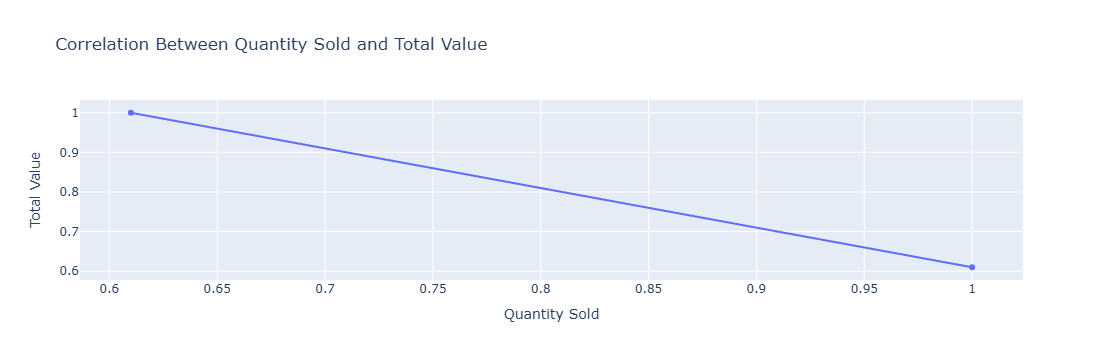 Correlation Between Quantity Sold and Total Value
Total Value
1
0.9
0.8
0.7
0.6
0.6 0.65 0.7 0.75 0.8 0.85 0.9 0.95 1
Quantity Sold